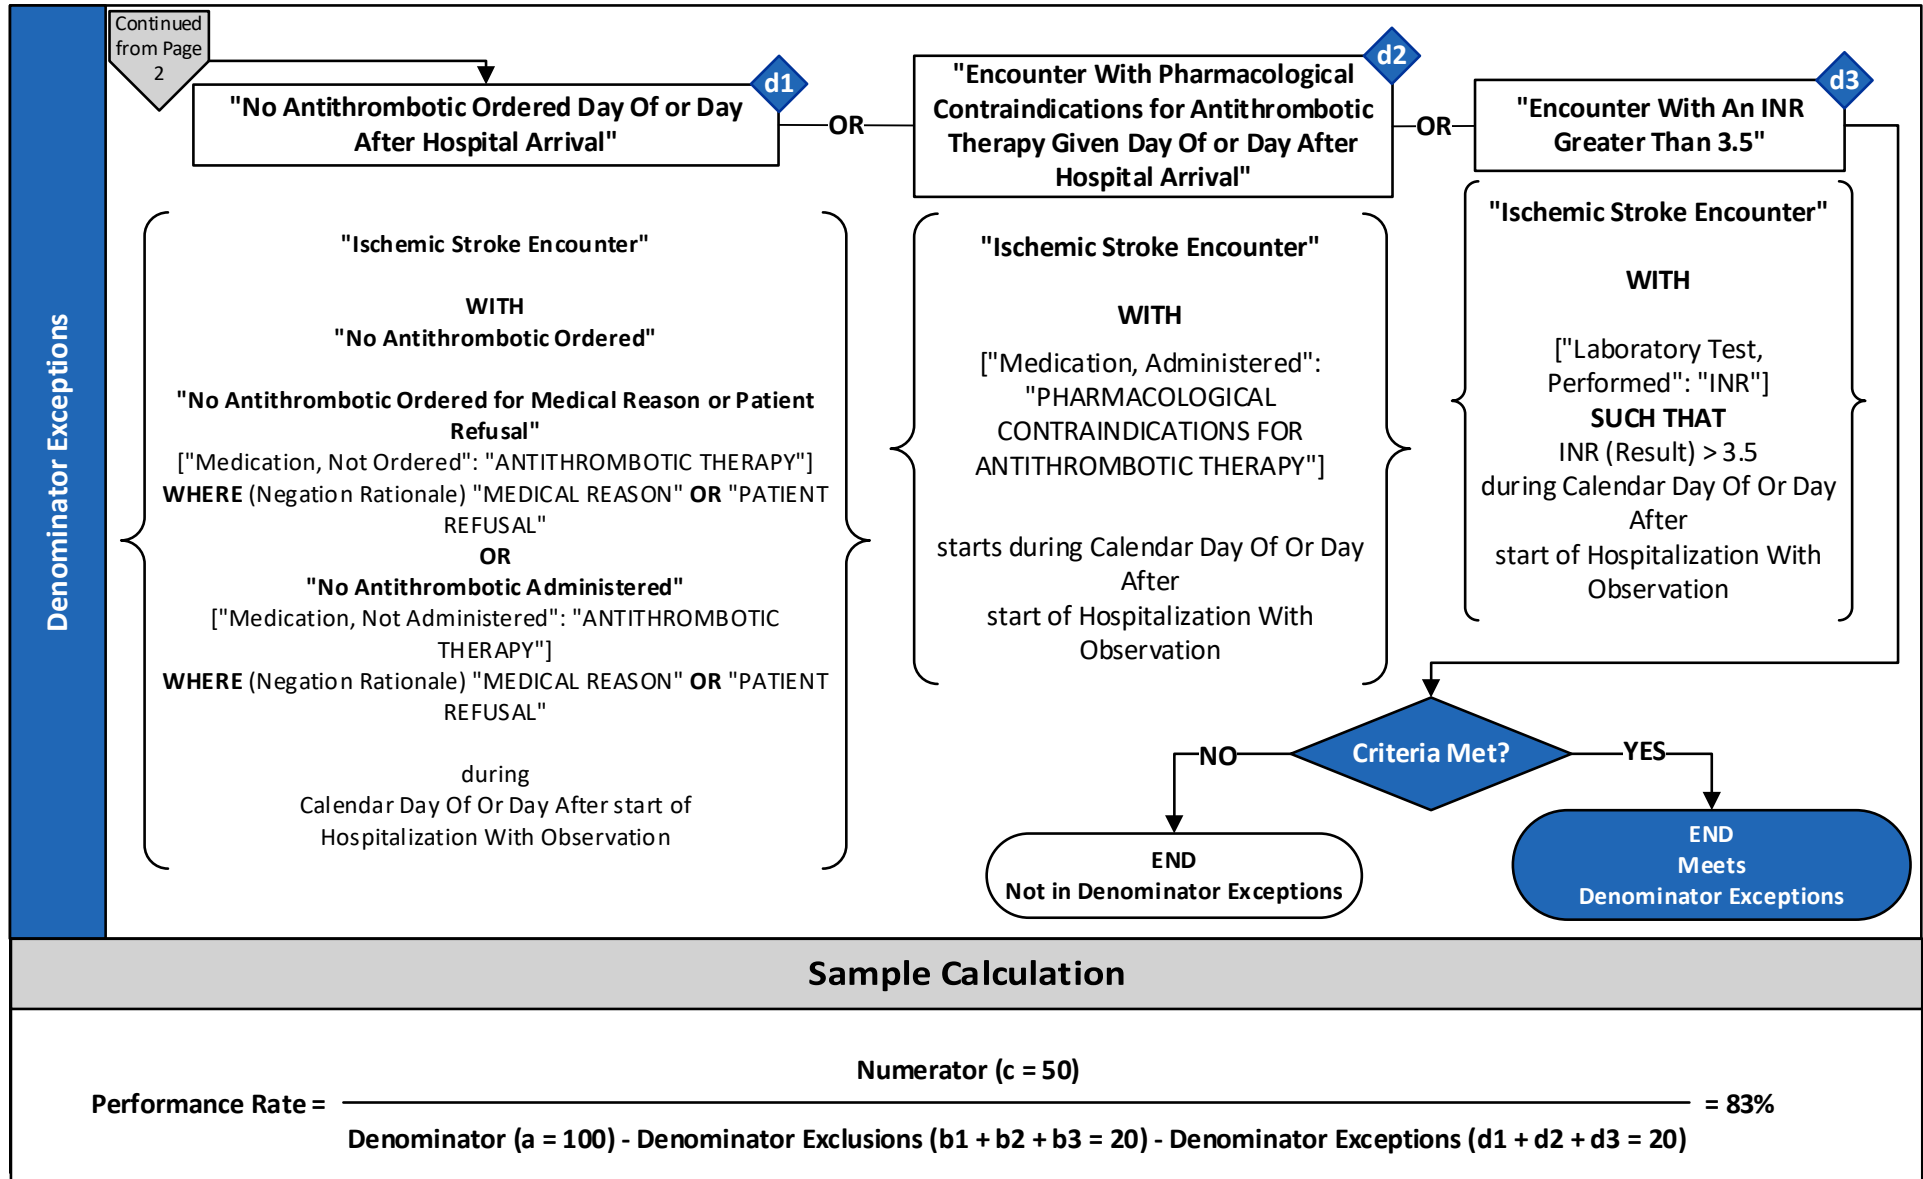 Denominator Exceptions
Continued
from Page
2
d1
"No Antithrombotic Ordered Day Of or Day
After Hospital Arrival"
OR
d2
"Encounter With Pharmacological
Contraindications for Antithrombotic
Therapy Given Day Of or Day After
Hospital Arrival"
OR
d3
"Encounter With An INR
Greater Than 3.5"
"Ischemic Stroke Encounter"
WITH
"No Antithrombotic Ordered"
"No Antithrombotic Ordered for Medical Reason or Patient
Refusal"
["Medication, Not Ordered": "ANTITHROMBOTIC THERAPY"]
WHERE (Negation Rationale) "MEDICAL REASON" OR "PATIENT
REFUSAL"
OR
"No Antithrombotic Administered"
["Medication, Not Administered": "ANTITHROMBOTIC
THERAPY"]
WHERE (Negation Rationale) "MEDICAL REASON" OR "PATIENT
REFUSAL"
during
Calendar Day Of Or Day After start of
Hospitalization With Observation
"Ischemic Stroke Encounter"
WITH
["Medication, Administered":
"PHARMACOLOGICAL
CONTRAINDICATIONS FOR
ANTITHROMBOTIC THERAPY"]
starts during Calendar Day Of Or Day
After
start of Hospitalization With
Observation
"Ischemic Stroke Encounter"
WITH
["Laboratory Test,
Performed": "INR"]
SUCH THAT
INR (Result) > 3.5
during Calendar Day Of Or Day
After
start of Hospitalization With
Observation
Criteria Met?
NO
YES
END
Not in Denominator Exceptions
END
Meets
Denominator Exceptions
Sample Calculation
Numerator (c = 50)
Performance Rate =
= 83%
Denominator (a = 100) - Denominator Exclusions (b1 + b2 + b3 = 20) - Denominator Exceptions (d1 + d2 + d3 = 20)